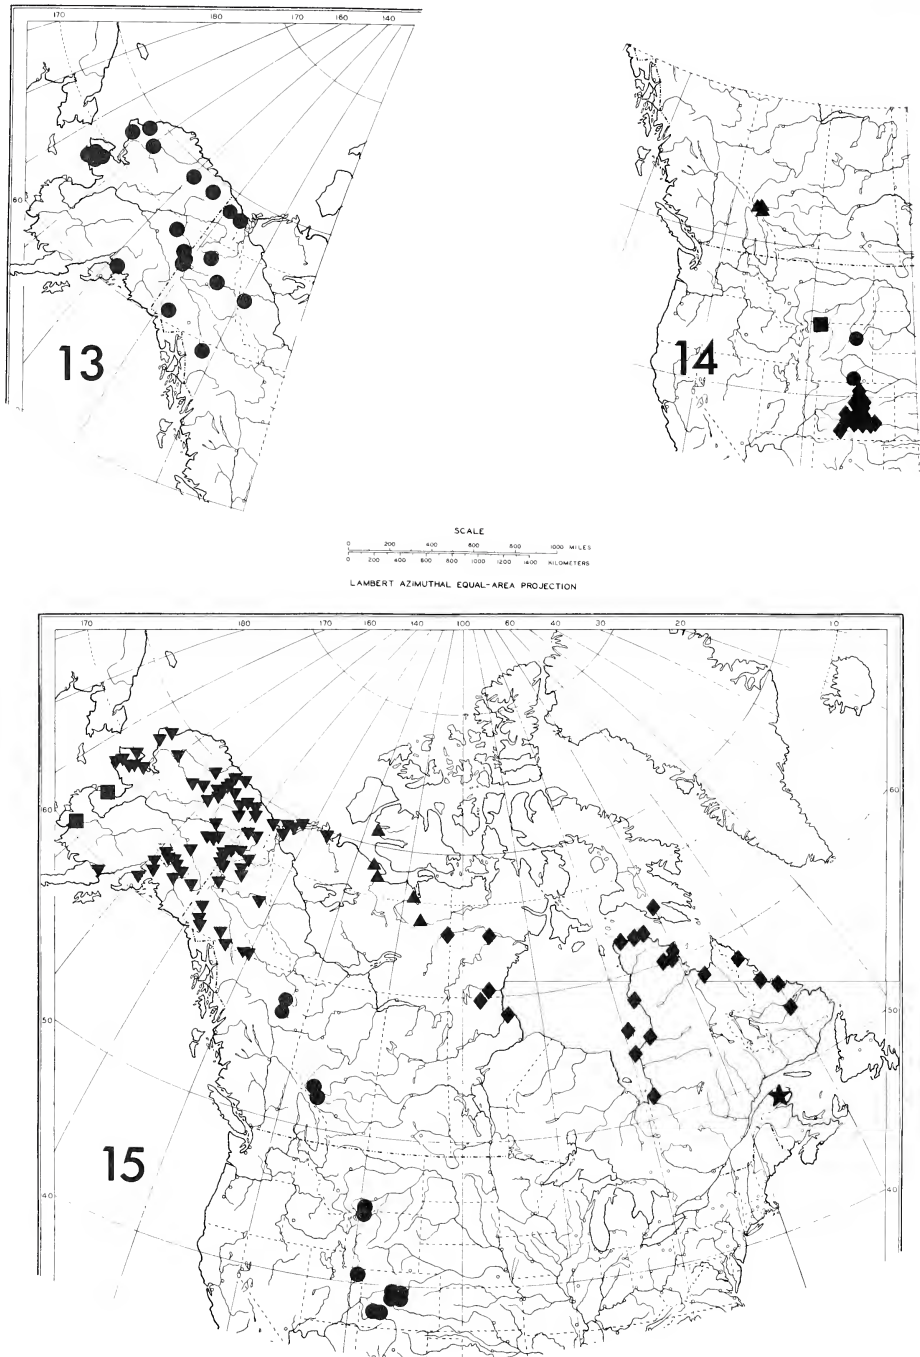 170 180 170 160 140
60
13
14
SCALE
0 200 400 600 800 1000 MILES
0 200 400 600 800 1000 1200 1400 KILOMETERS
LAMBERT AZIMUTHAL EQUAL-AREA PROJECTION
170 180 170 160 140 100 60 40 30 20 10
60 60
50 50
15
40 40